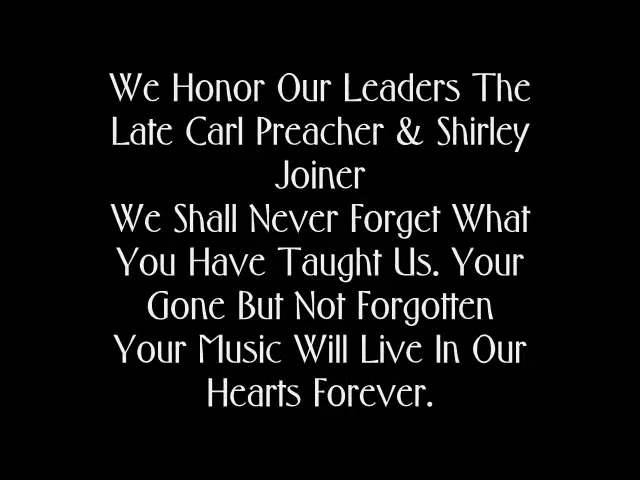 We Honor Our Leaders The
Late Carl Preacher & Shirley
Joiner
We Shall Never Forget What
You Have Taught Us. Your
Gone But Not Forgotten
Your Music Will Live In Our
Hearts Forever.